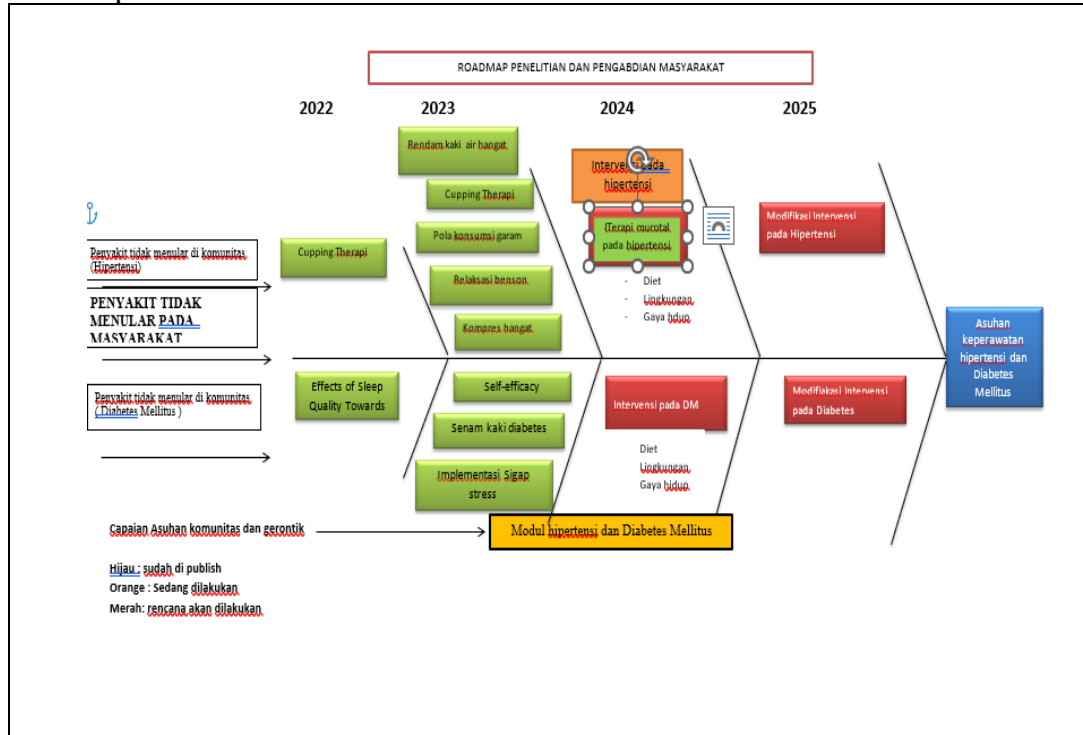 ROADMAP PENELITIAN DAN PENGABDIAN MASYARAKAT
2022
2023
2024
2025
Penyakit tidak menular di komunitas
(Hipertensi)
PENYAKIT TIDAK
MENULAR PADA
MASYARAKAT
Penyakit tidak menular di komunitas
( Diabetes Mellitus )
Cupping Therapi
Effects of Sleep
Quality Towards
Rendam kaki air hangat
Cupping Therapi
Pola konsumsi garam
Relaksasi benson
Kompres hangat
Self-efficacy
Senam kaki diabetes
Implementasi Sigap
stress
Intervensi pada
hipertensi
iTerapi murotal
pada hipertensi
- Diet
- Lingkungan
- Gaya hdup
Intervensi pada DM
Diet
Lingkungan
Gaya hidup
Modifikasi Intervensi
pada Hipertensi
Modifiakasi Intervensi
pada Diabetes
Asuhan
keperawatan
hipertensi dan
Diabetes
Mellitus
Capaian Asuhan komunitas dan gerontik
Modul hipertensi dan Diabetes Mellitus
Hijau : sudah di publish
Orange : Sedang dilakukan
Merah: rencana akan dilakukan